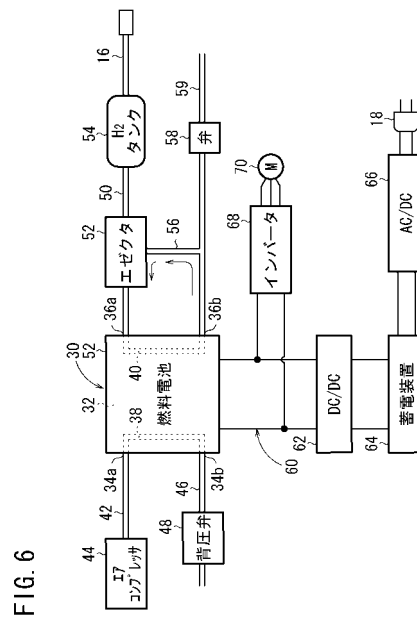 FIG. 6
44
エア
コンプレッサ
42
34a
38
32
30
52
40
燃料電池
36a
36b
34b
46
48
背圧弁
52
エゼクタ
50
54
H2
タンク
16
56
58
弁
59
68
インバータ
70
M
60
62
DC/DC
64
蓄電装置
66
AC/DC
18